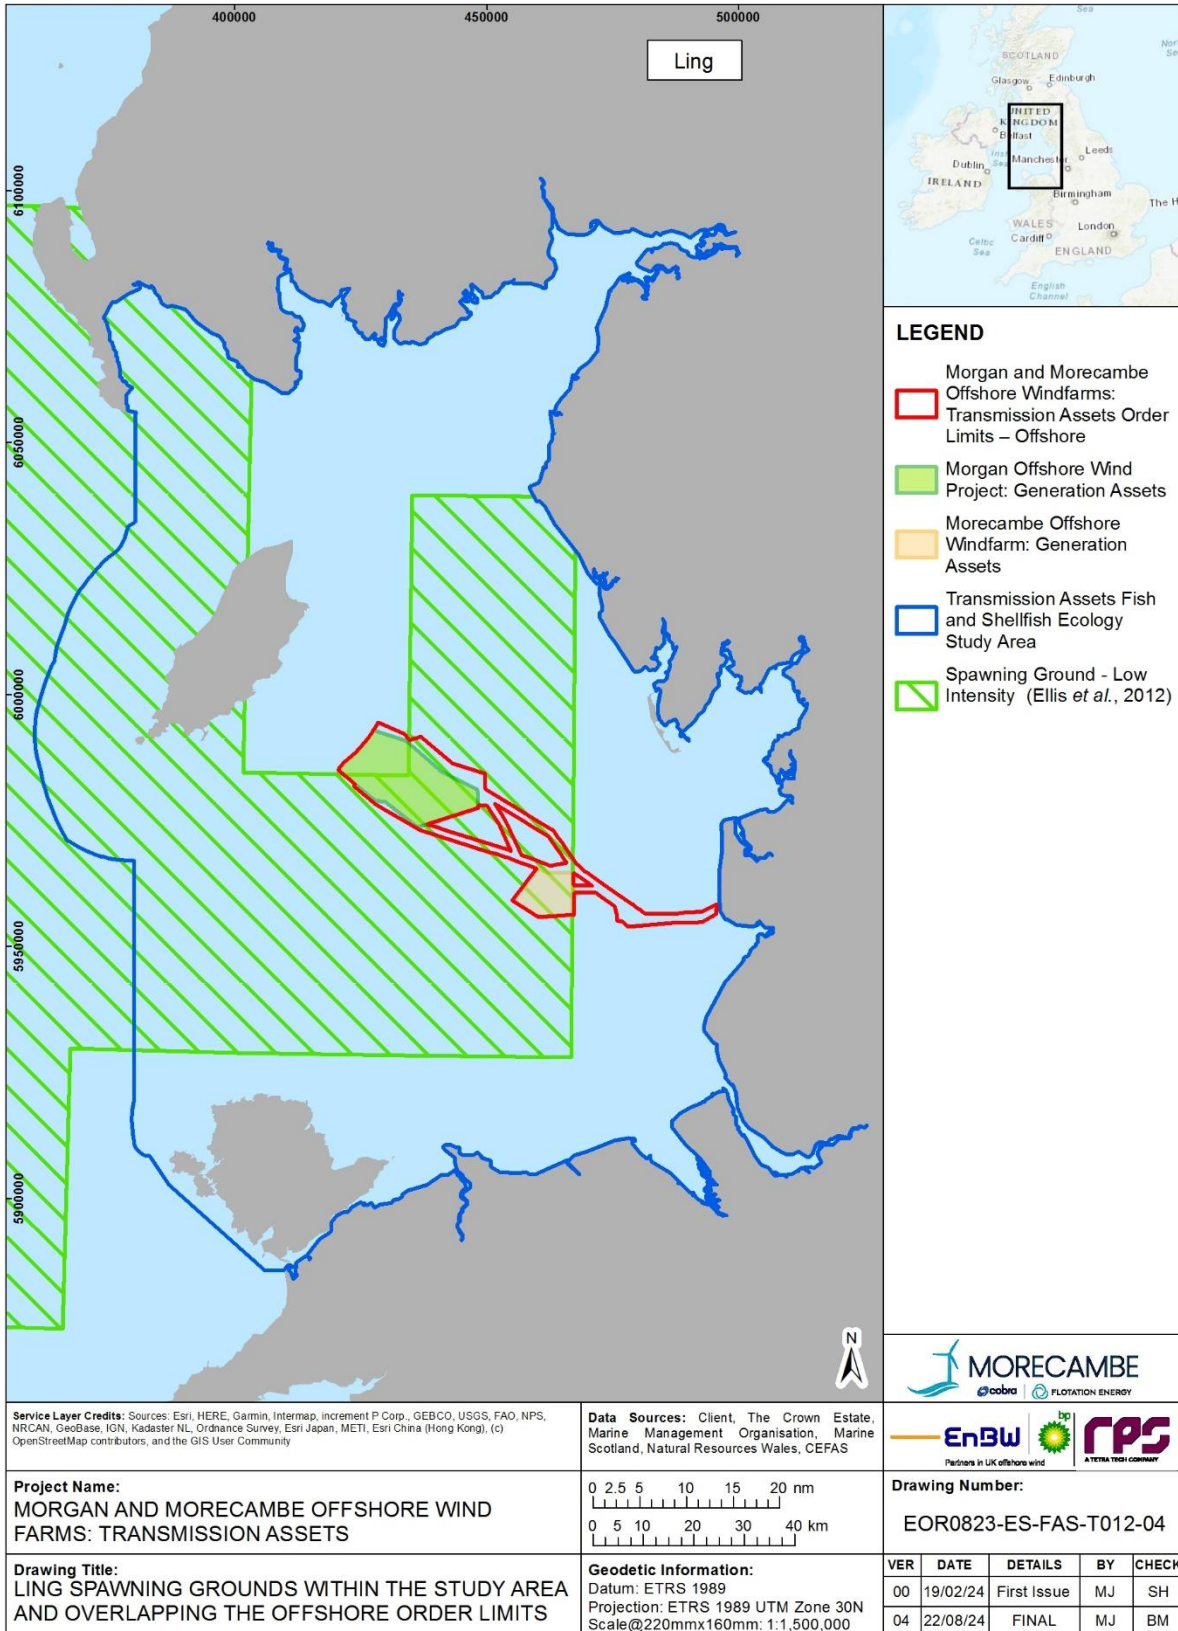 400000
450000
500000
Ling
6100000
6050000
6000000
5950000
5900000
N
SCOTLAND
Glasgow
Edinburgh
UNITED
KINGDOM
Belfast
Dublin
Manchester
Leeds
IRELAND
Birmingham
The H
WALES
Cardiff
London
Celtic
Sea
ENGLAND
English
Channel
LEGEND
Morgan and Morecambe
Offshore Windfarms:
Transmission Assets Order
Limits – Offshore
Morgan Offshore Wind
Project: Generation Assets
Morecambe Offshore
Windfarm: Generation
Assets
Transmission Assets Fish
and Shellfish Ecology
Study Area
Spawning Ground - Low
Intensity (Ellis et al., 2012)
MORECAMBE
cobra FLOTATION ENERGY
EnBW bp
Partners in UK offshore wind
RPS
A TETRA TECH COMPANY
Service Layer Credits: Sources: Esri, HERE, Garmin, Intermap, increment P Corp., GEBCO, USGS, FAO, NPS,
NRCAN, GeoBase, IGN, Kadaster NL, Ordnance Survey, Esri Japan, METI, Esri China (Hong Kong), (c)
OpenStreetMap contributors, and the GIS User Community
Data Sources: Client, The Crown Estate,
Marine Management Organisation, Marine
Scotland, Natural Resources Wales, CEFAS
Project Name:
MORGAN AND MORECAMBE OFFSHORE WIND
FARMS: TRANSMISSION ASSETS
0 2.5 5 10 15 20 nm
0 5 10 20 30 40 km
Drawing Number:
EOR0823-ES-FAS-T012-04
Drawing Title:
LING SPAWNING GROUNDS WITHIN THE STUDY AREA
AND OVERLAPPING THE OFFSHORE ORDER LIMITS
Geodetic Information:
Datum: ETRS 1989
Projection: ETRS 1989 UTM Zone 30N
Scale@220mmx160mm: 1:1,500,000
VER DATE DETAILS BY CHECK
00 19/02/24 First Issue MJ SH
04 22/08/24 FINAL MJ BM